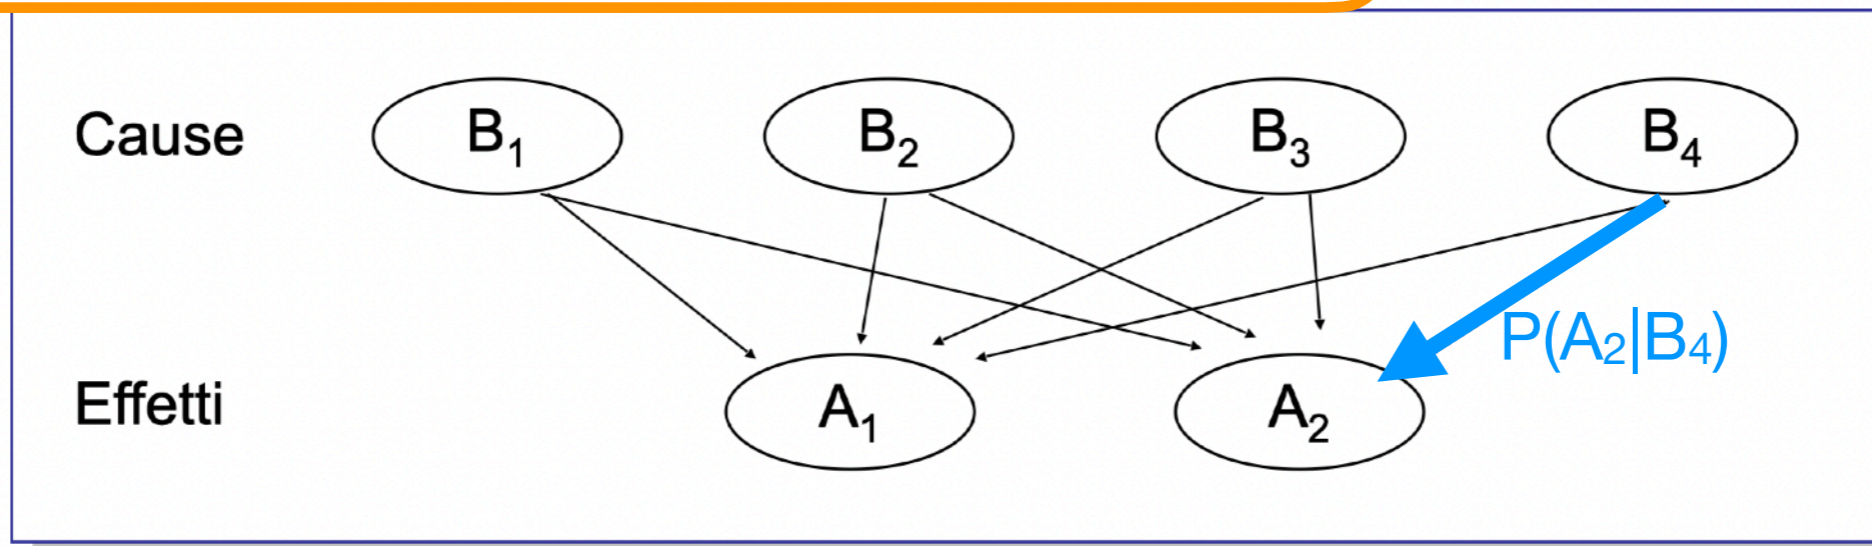 Cause B₁ B₂ B₃ B₄
P(A₂|B₄)
Effetti A₁ A₂